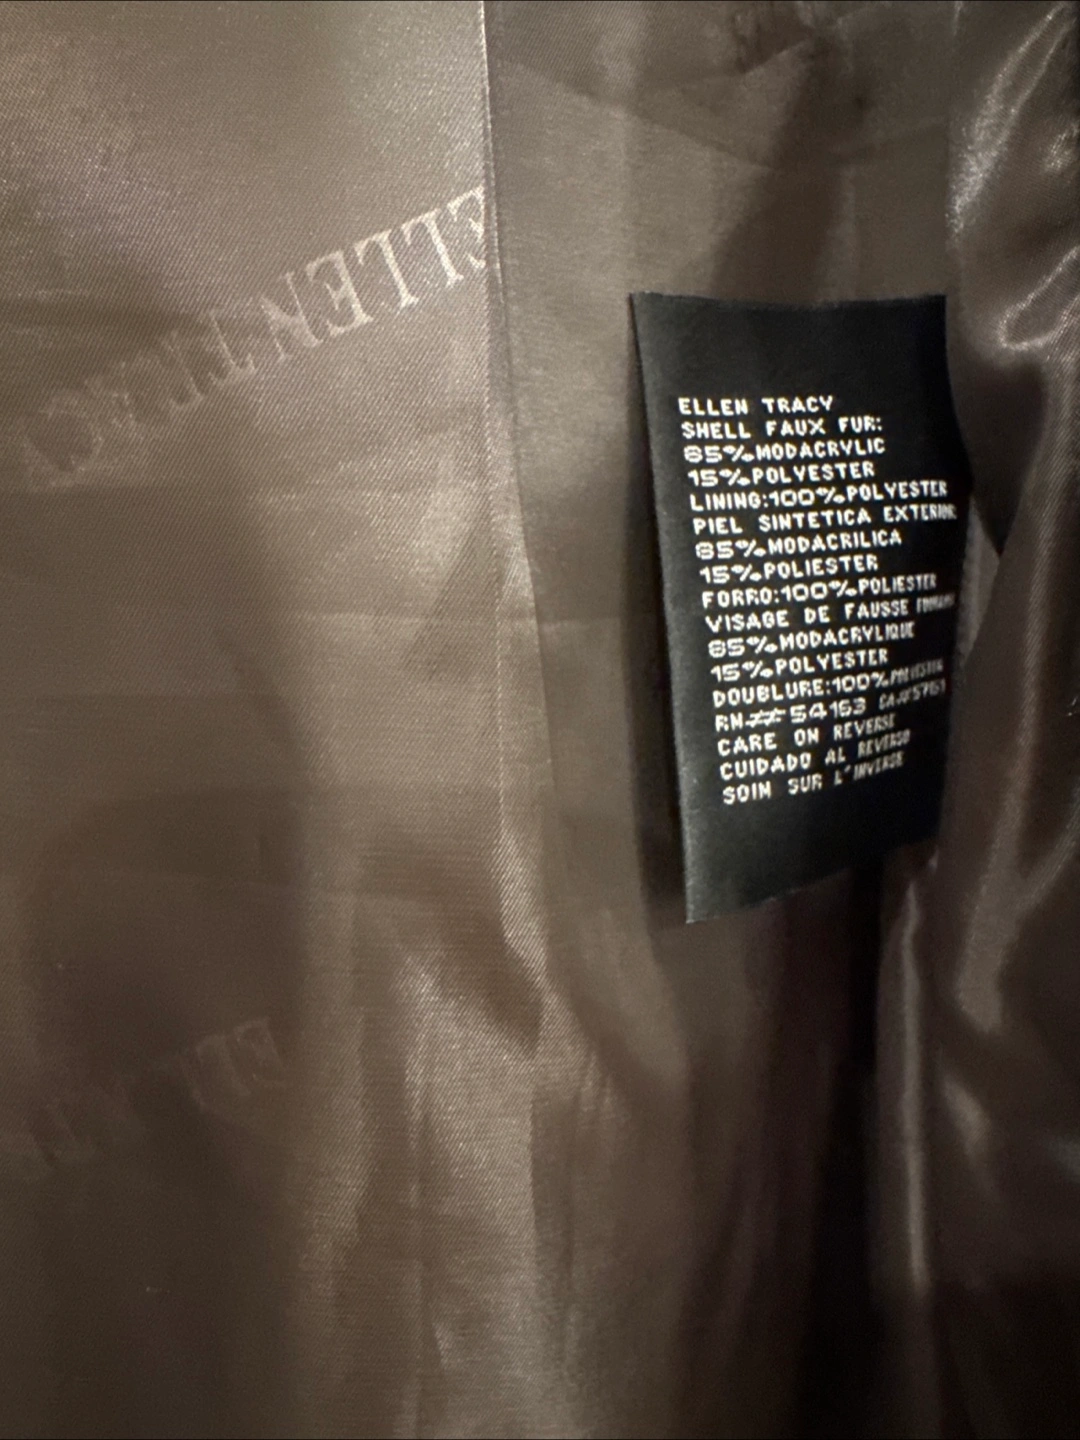 ELLEN TRAC
ELLEN TRACY
SHELL FAUX FUR:
85%MODACRYLIC
15%POLYESTER
LINING:100%POLYESTER
PIEL SINTETICA EXTERIOR:
85%MODACRILICA
15%POLIESTER
FORRO:100%POLIESTER
VISAGE DE FAUSSE
85%MODACRYLIQUE
15%POLYESTER
DOUBLURE:100%POLYESTER
RN# 54163
CARE ON REVERSE
CUIDADO AL REVERSO
SOIN SUR L'INVERSE